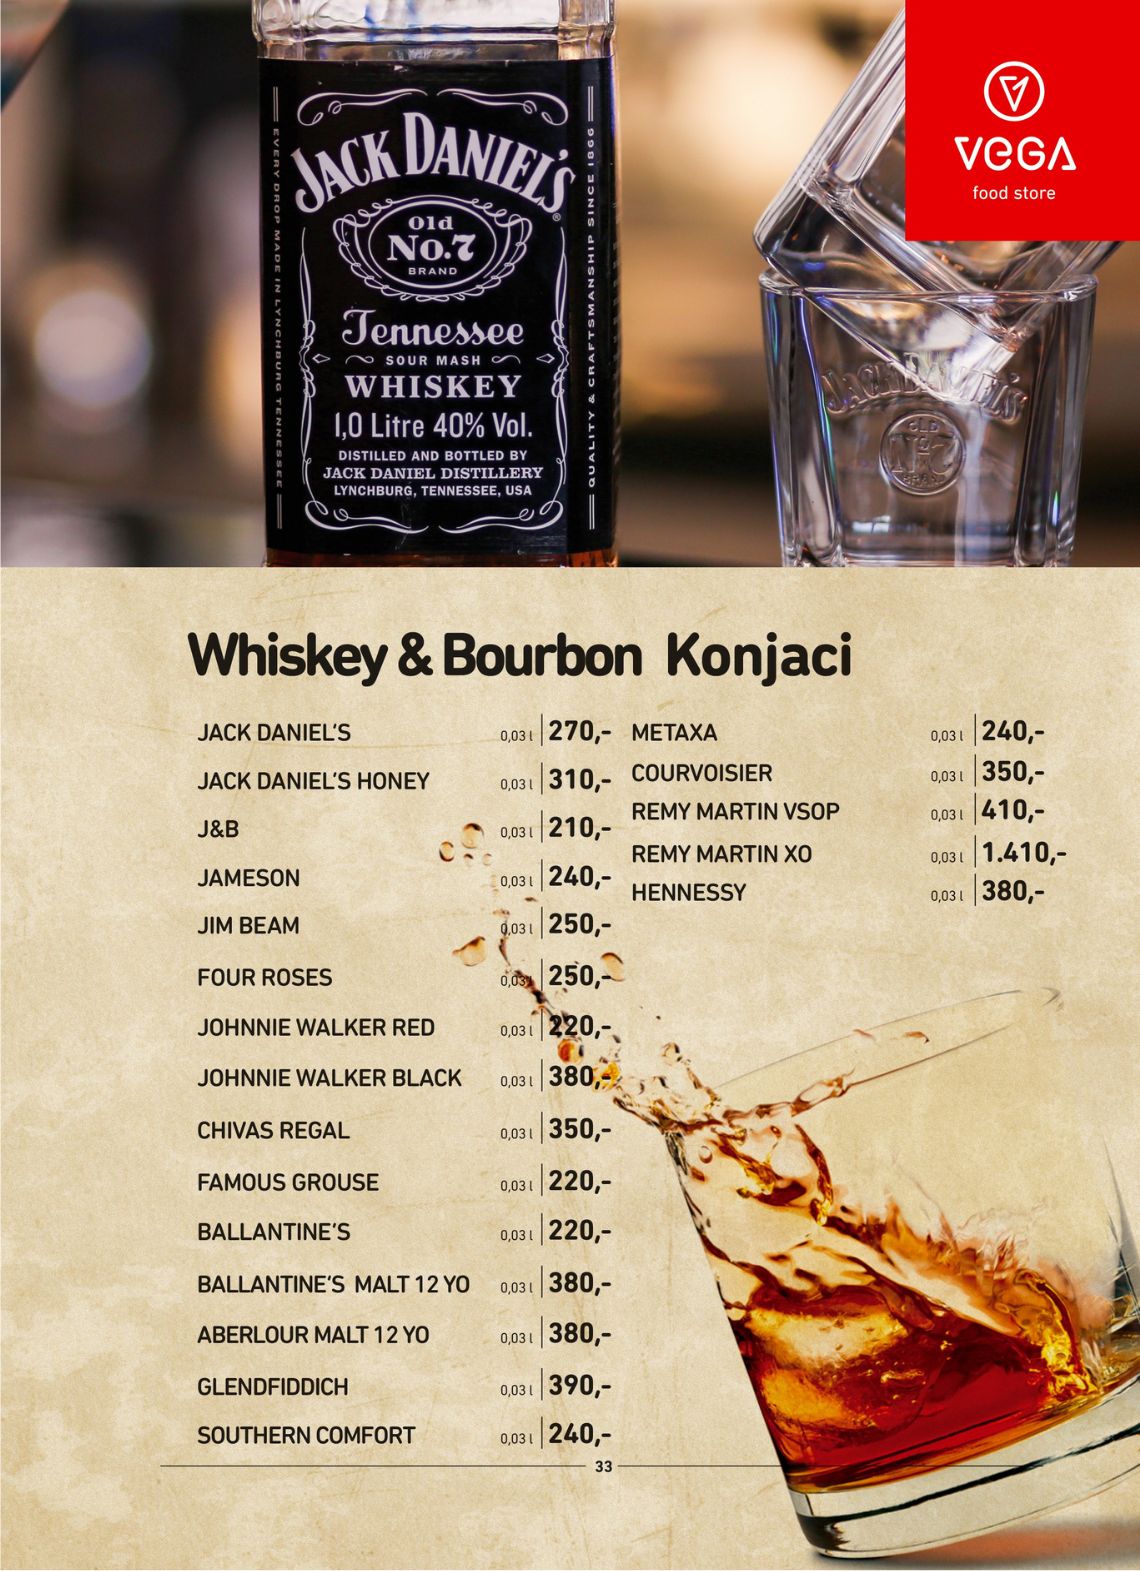 JACK DANIEL'S
®
Old
No.7
BRAND
Tennessee
SOUR MASH
WHISKEY
1,0 Litre 40% Vol.
DISTILLED AND BOTTLED BY
JACK DANIEL DISTILLERY
LYNCHBURG, TENNESSEE, USA
EVERY DROP MADE IN LYNCHBURG TENNESSEE
QUALITY & CRAFTSMANSHIP SINCE 1866
VEGA
food store
JACK DANIEL'S
OLD
No7
BRAND
Whiskey & Bourbon Konjaci
JACK DANIEL'S 0,03 l 270,-
JACK DANIEL'S HONEY 0,03 l 310,-
J&B 0,03 l 210,-
JAMESON 0,03 l 240,-
JIM BEAM 0,03 l 250,-
FOUR ROSES 0,03 l 250,-
JOHNNIE WALKER RED 0,03 l 220,-
JOHNNIE WALKER BLACK 0,03 l 380,-
CHIVAS REGAL 0,03 l 350,-
FAMOUS GROUSE 0,03 l 220,-
BALLANTINE'S 0,03 l 220,-
BALLANTINE'S MALT 12 YO 0,03 l 380,-
ABERLOUR MALT 12 YO 0,03 l 380,-
GLENDFIDDICH 0,03 l 390,-
SOUTHERN COMFORT 0,03 l 240,-
METAXA 0,03 l 240,-
COURVOISIER 0,03 l 350,-
REMY MARTIN VSOP 0,03 l 410,-
REMY MARTIN XO 0,03 l 1.410,-
HENNESSY 0,03 l 380,-
33